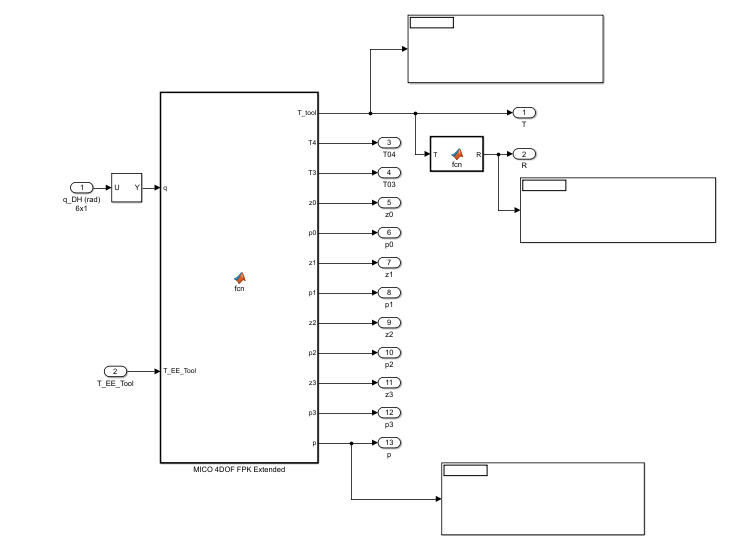 T_tool
1
T
T4
3
T04
T
fcn
R
2
R
T3
4
T03
1
q_DH (rad)
6x1
U
Y
q
z0
5
z0
p0
6
p0
z1
7
z1
fcn
p1
8
p1
z2
9
z2
p2
10
p2
2
T_EE_Tool
T_EE_Tool
z3
11
z3
p3
12
p3
p
13
p
MICO 4DOF FPK Extended